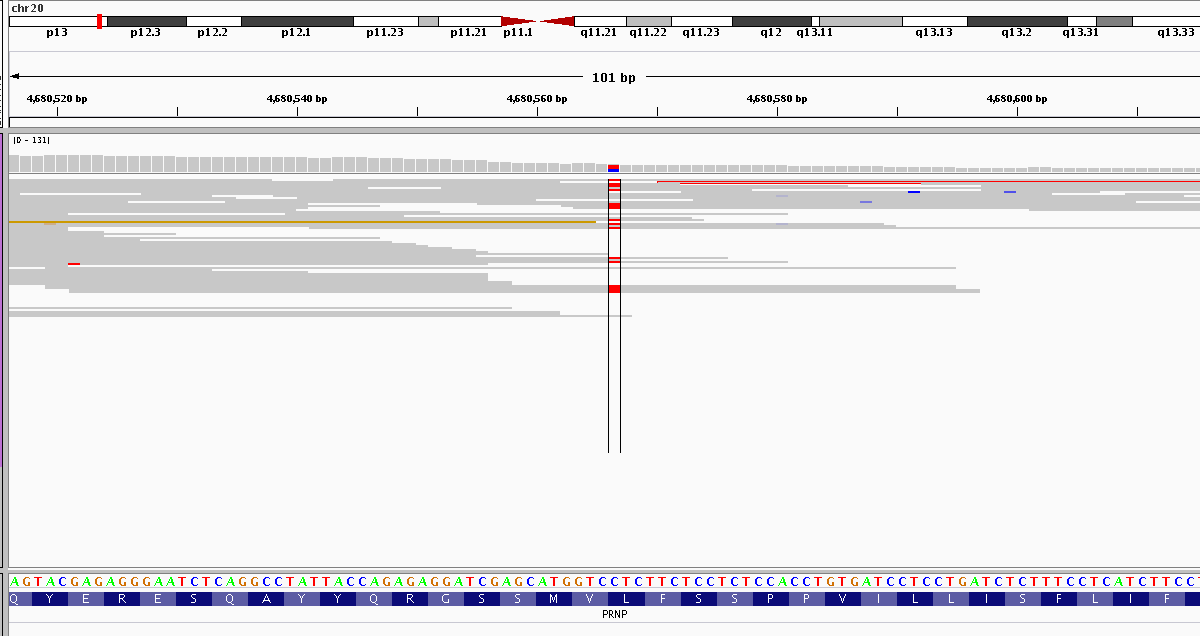 chr20
p13 p12.3 p12.2 p12.1 p11.23 p11.21 p11.1 q11.21 q11.22 q11.23 q12 q13.11 q13.13 q13.2 q13.31 q13.33
101 bp
4,680,520 bp 4,680,540 bp 4,680,560 bp 4,680,580 bp 4,680,600 bp
[0 - 131]
AGTACGAGAGGGAATCTCAGGCCTATTACCAGAGAGGATCGAGCATGGTCCTCTTCTCCTCTCCACCTGTGATCCTCCTGATCTCTTTCCTCATCTTCC
Q Y E R E S Q A Y Y Q R G S S M V L F S S P P V I L L I S F L I F
PRNP